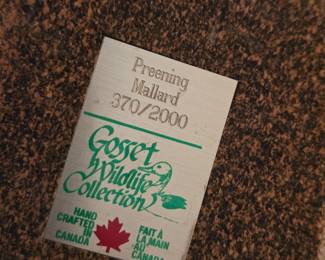 Preening
Mallard
370/2000
Gosset
Wildlife
Collection
HAND
CRAFTED
IN
CANADA
FAIT À
LA MAIN
AU
CANADA